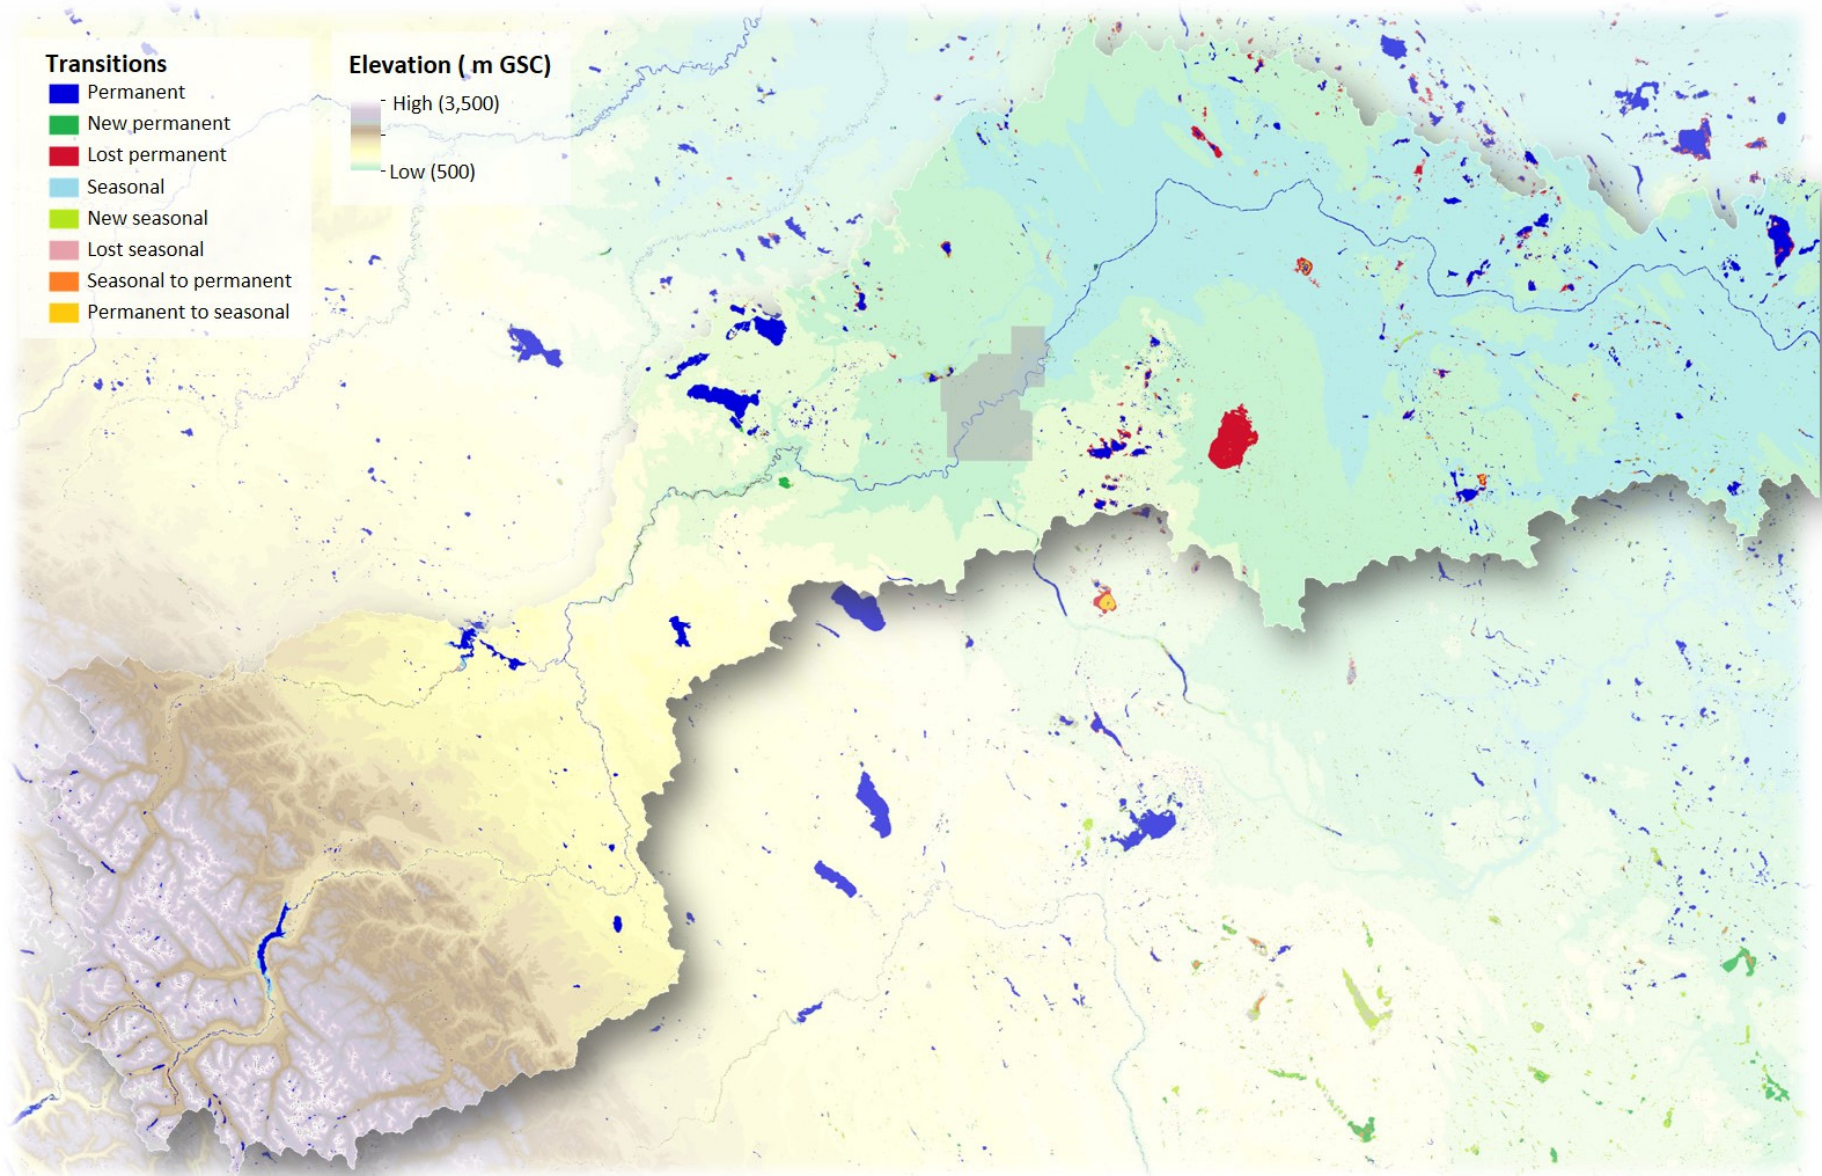 Transitions
Permanent
New permanent
Lost permanent
Seasonal
New seasonal
Lost seasonal
Seasonal to permanent
Permanent to seasonal
Elevation ( m GSC)
High (3,500)
Low (500)